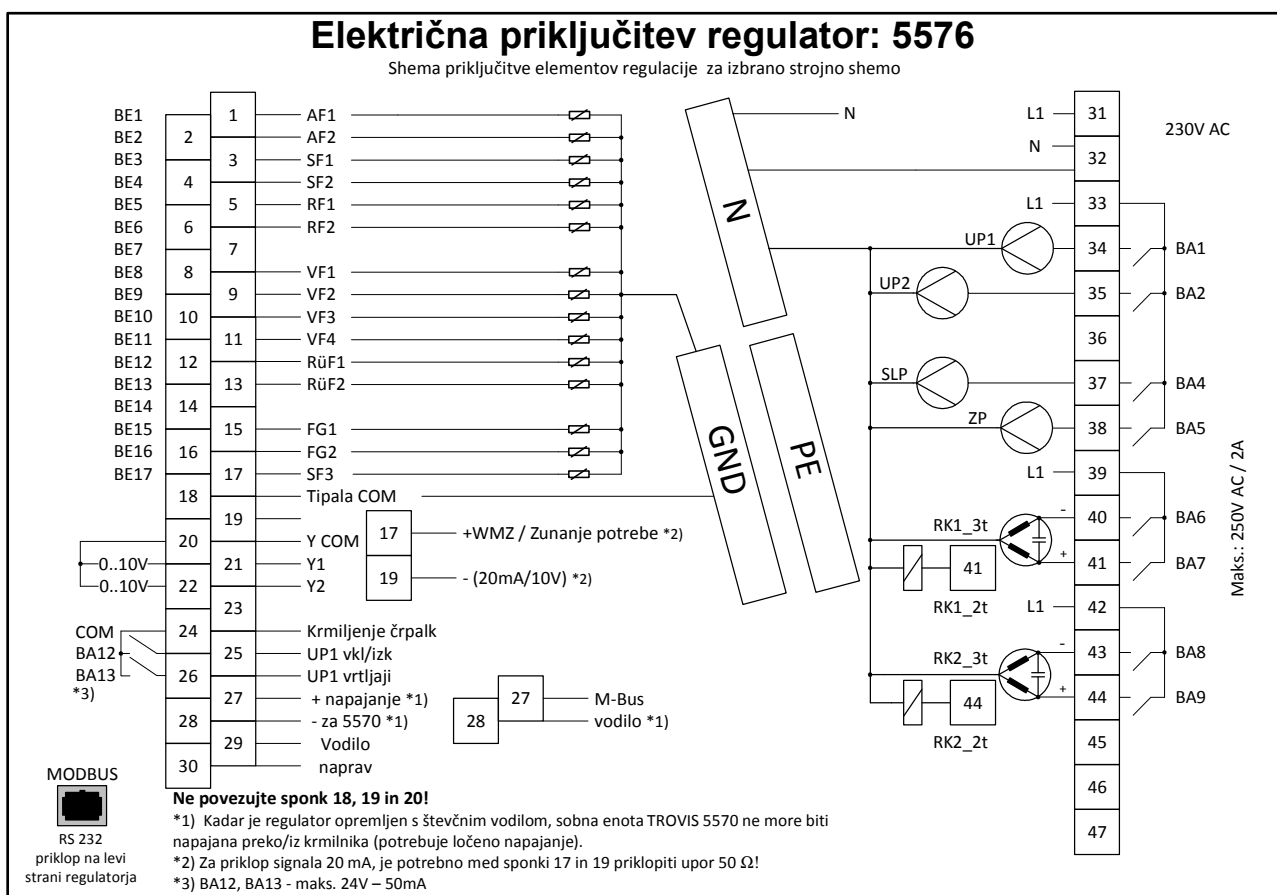 Električna priključitev regulator: 5576
Shema priključitve elementov regulacije za izbrano strojno shemo
BE1 1 AF1
BE2 2 AF2
BE3 3 SF1
BE4 4 SF2
BE5 5 RF1
BE6 6 RF2
BE7 7
BE8 8 VF1
BE9 9 VF2
BE10 10 VF3
BE11 11 VF4
BE12 12 RüF1
BE13 13 RüF2
BE14 14
BE15 15 FG1
BE16 16 FG2
BE17 17 SF3
18 Tipala COM
19
20 Y COM
0..10V 21 Y1
0..10V 22 Y2
23
COM 24 Krmiljenje črpalk
BA12 25 UP1 vkl/izk
BA13 26 UP1 vrtljaji
*3)
27 + napajanje *1)
28 - za 5570 *1)
29 Vodilo
30 naprav
17 +WMZ / Zunanje potrebe *2)
19 - (20mA/10V) *2)
27 M-Bus
28 vodilo *1)
N
GND
PE
N
L1 31
230V AC
N 32
L1 33
UP1 34 BA1
UP2 35 BA2
36
SLP 37 BA4
ZP 38 BA5
L1 39
RK1_3t - 40 BA6
+ 41 BA7
41
RK1_2t
L1 42
RK2_3t - 43 BA8
+ 44 BA9
44
RK2_2t
45
46
47
Maks.: 250V AC / 2A
MODBUS
RS 232
priklop na levi
strani regulatorja
Ne povezujte sponk 18, 19 in 20!
*1) Kadar je regulator opremljen s števčnim vodilom, sobna enota TROVIS 5570 ne more biti
napajana preko/iz krmilnika (potrebuje ločeno napajanje).
*2) Za priklop signala 20 mA, je potrebno med sponki 17 in 19 priklopiti upor 50 Ω!
*3) BA12, BA13 - maks. 24V – 50mA